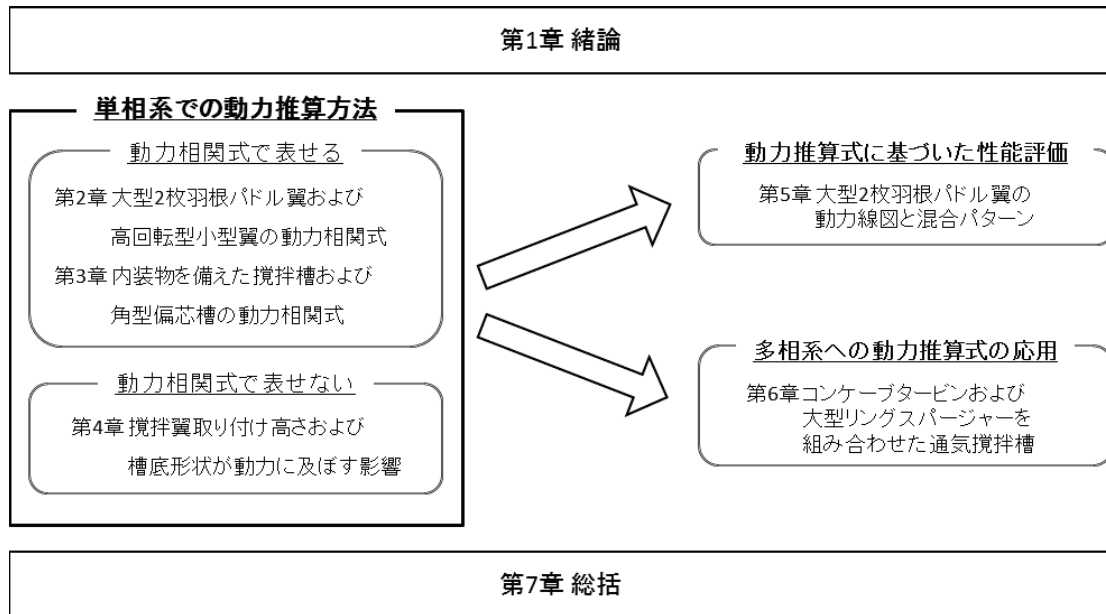 第1章 緒論
単相系での動力推算方法
動力相関式で表せる
第2章 大型2枚羽根パドル翼および
高回転型小型翼の動力相関式
第3章 内装物を備えた撹拌槽および
角型偏芯槽の動力相関式
動力相関式で表せない
第4章 撹拌翼取り付け高さおよび
槽底形状が動力に及ぼす影響
動力推算式に基づいた性能評価
第5章 大型2枚羽根パドル翼の
動力線図と混合パターン
多相系への動力推算式の応用
第6章コンケーブタービンおよび
大型リングスパージャーを
組み合わせた通気撹拌槽
第7章 総括